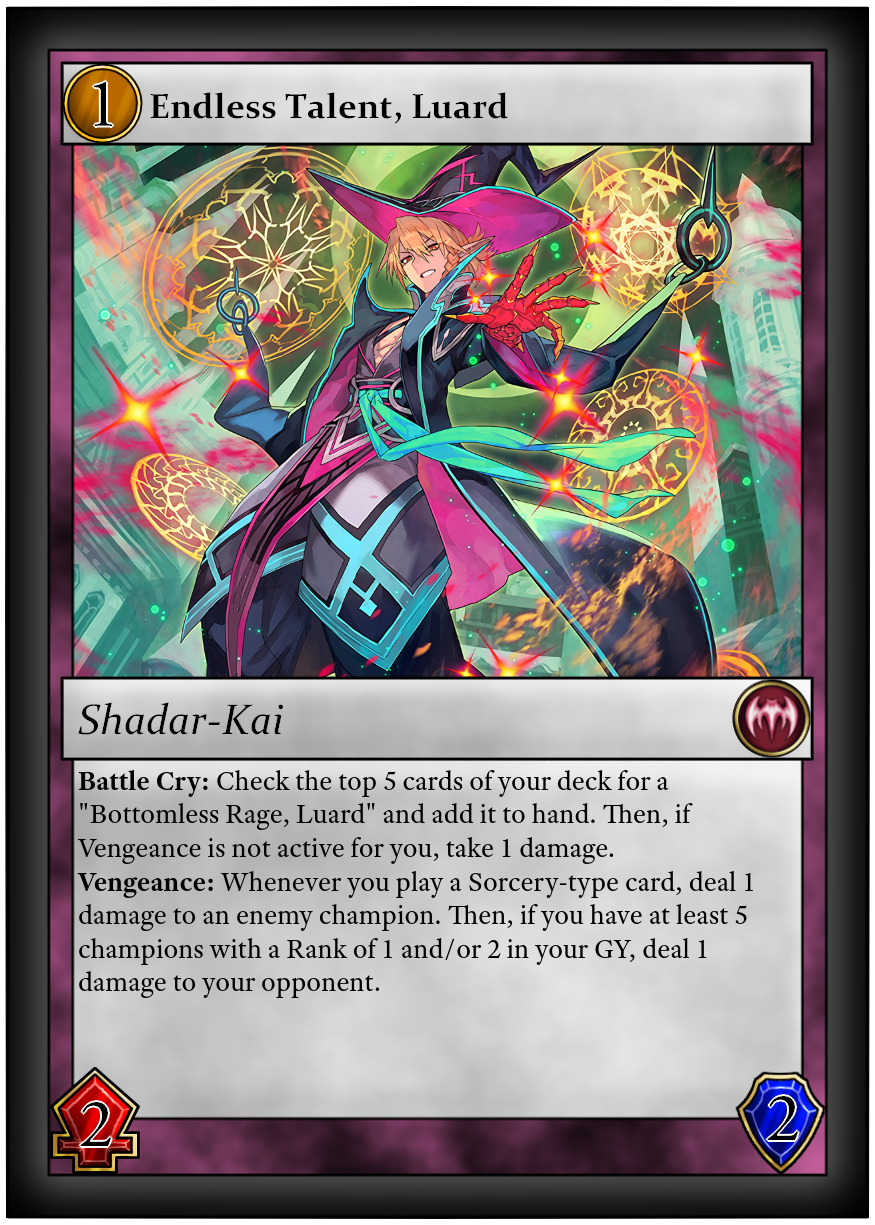 1
Endless Talent, Luard
Shadar-Kai
Battle Cry: Check the top 5 cards of your deck for a
"Bottomless Rage, Luard" and add it to hand. Then, if
Vengeance is not active for you, take 1 damage.
Vengeance: Whenever you play a Sorcery-type card, deal 1
damage to an enemy champion. Then, if you have at least 5
champions with a Rank of 1 and/or 2 in your GY, deal 1
damage to your opponent.
2
2